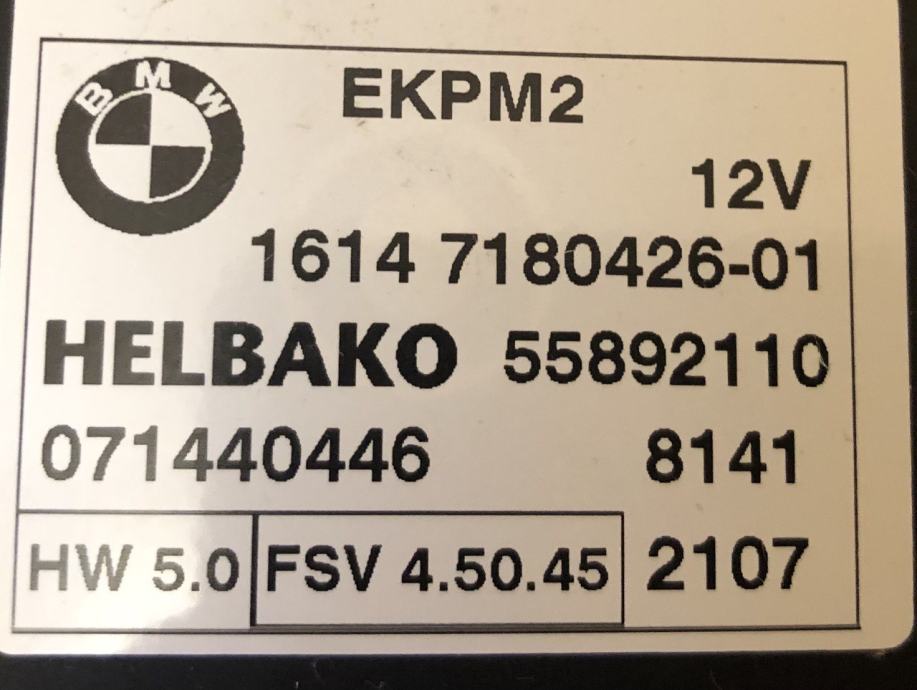 BMW
EKPM2
12V
1614 7180426-01
HELBAKO 55892110
071440446 8141
HW 5.0 FSV 4.50.45 2107